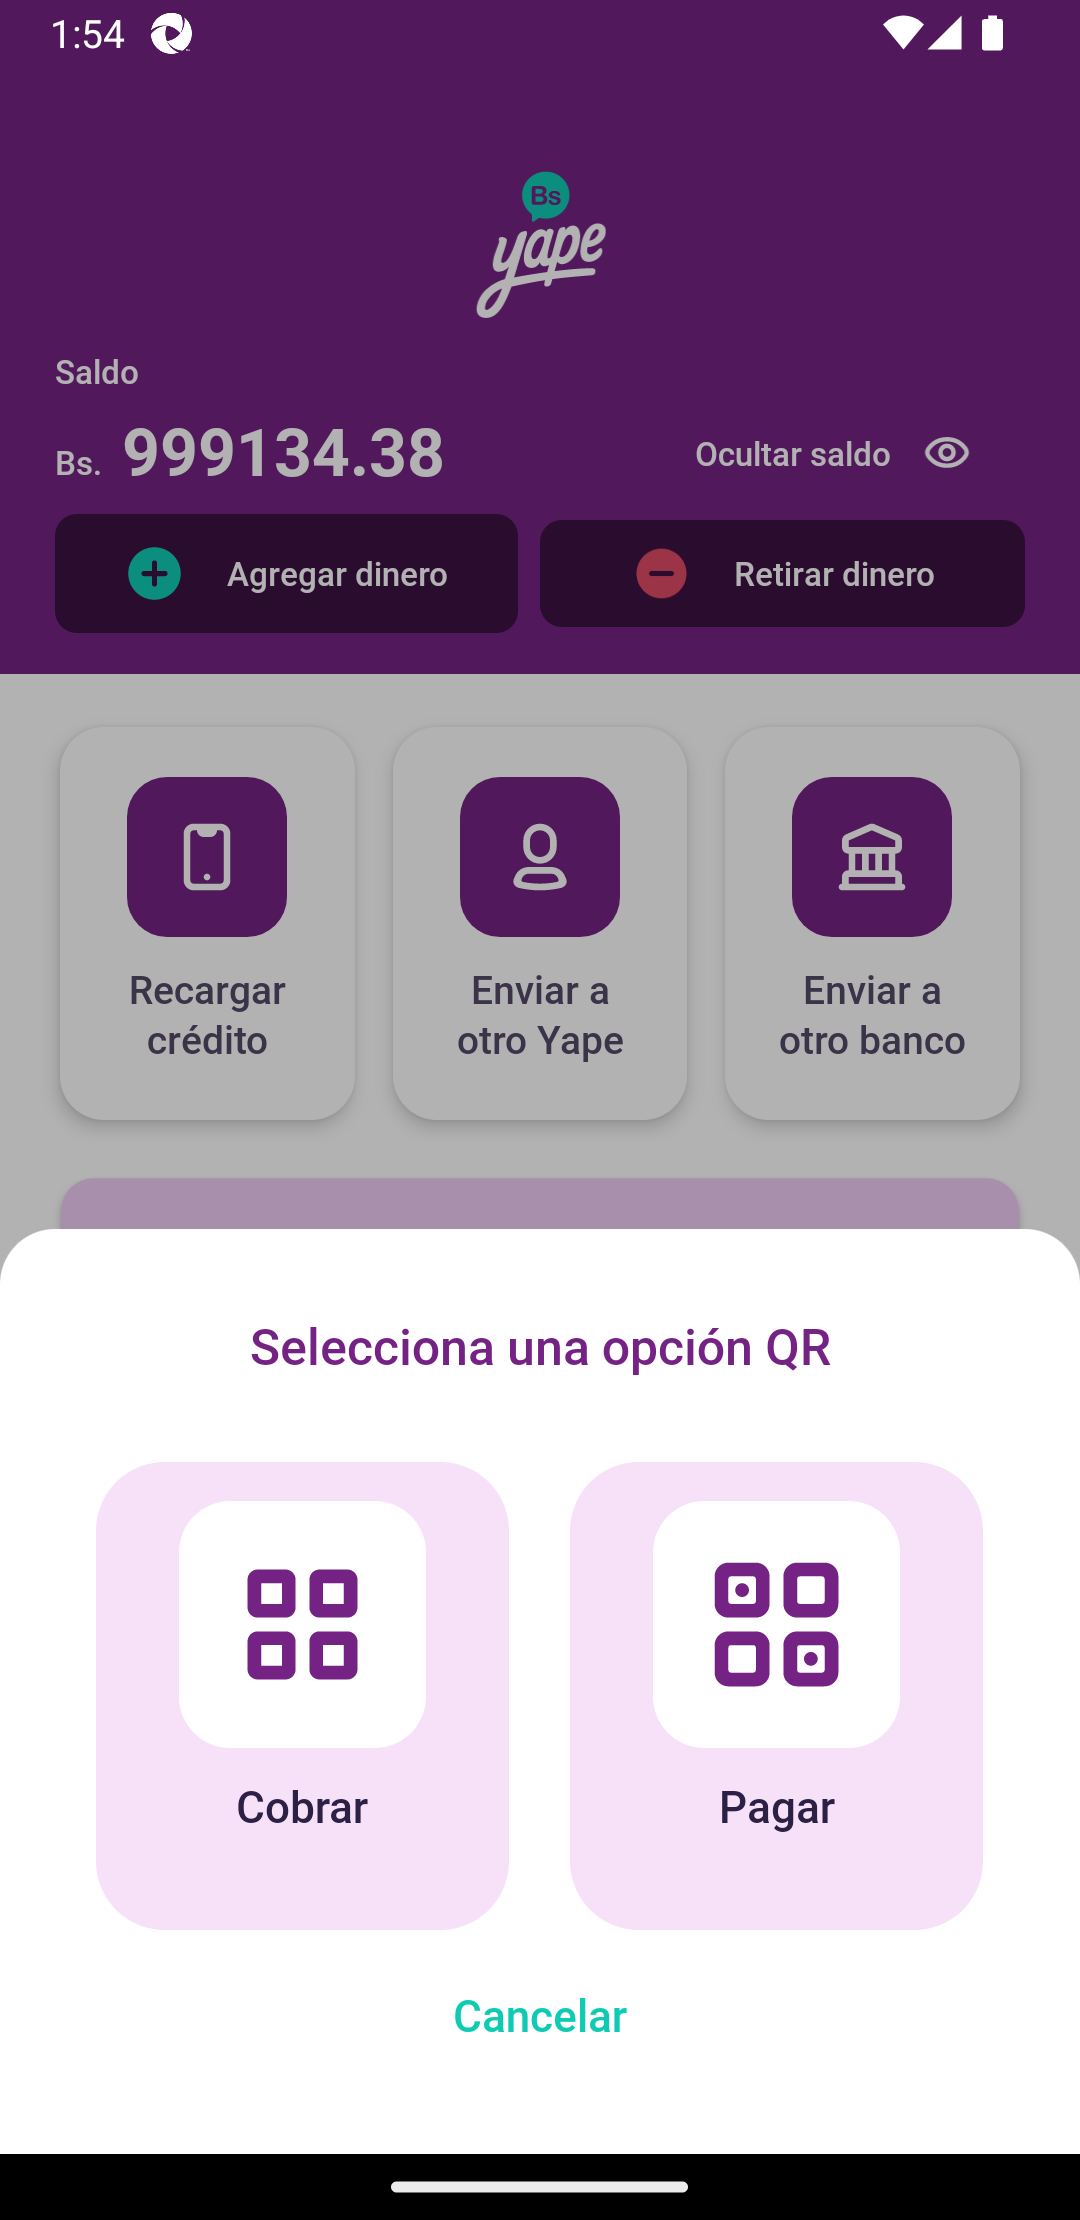 1:54
Bs
yape
Saldo
Bs. 999134.38
Ocultar saldo
Agregar dinero
Retirar dinero
Recargar
crédito
Enviar a
otro Yape
Enviar a
otro banco
Selecciona una opción QR
Cobrar
Pagar
Cancelar